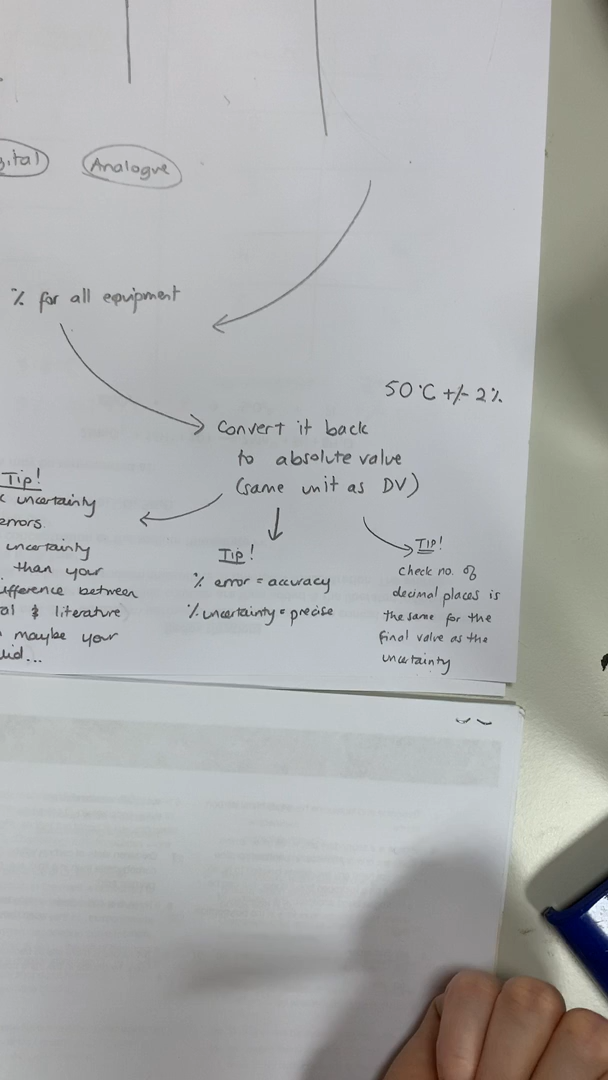 gital
Analogue
% for all equipment
50°C +/- 2%
Convert it back
to absolute value
(same unit as DV)
Tip!
uncertainty
errors.
uncertainty
than your
difference between
& literature
maybe your
Tip!
% error = accuracy
% uncertainty = precise
TIP!
check no. of
decimal places is
the same for the
final value as the
uncertainty